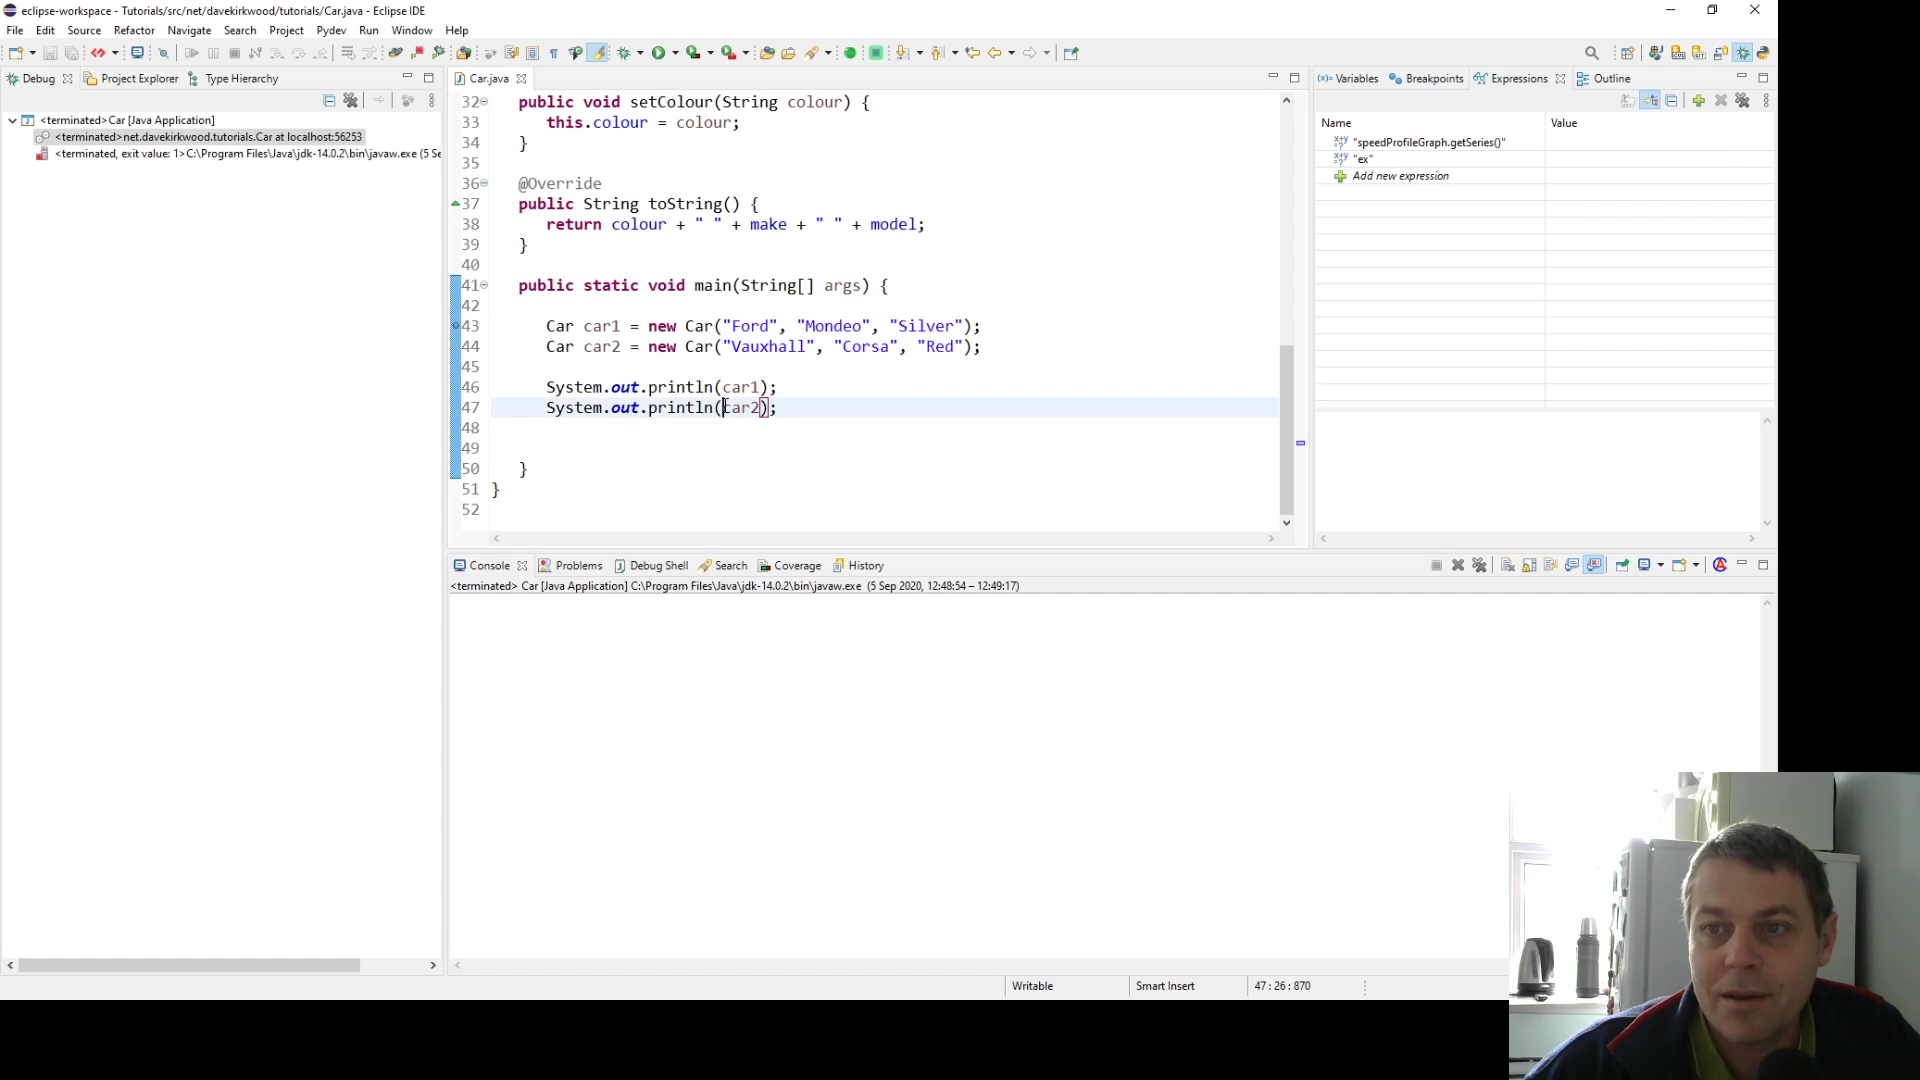 eclipse-workspace - Tutorials/src/net/davekirkwood/tutorials/Car.java - Eclipse IDE
File Edit Source Refactor Navigate Search Project Pydev Run Window Help
Debug Project Explorer Type Hierarchy
<terminated>Car [Java Application]
<terminated>net.davekirkwood.tutorials.Car at localhost:56253
<terminated, exit value: 1>C:\Program Files\Java\jdk-14.0.2\bin\javaw.exe (5 Se
Car.java
32 public void setColour(String colour) {
33 this.colour = colour;
34 }
35
36 @Override
37 public String toString() {
38 return colour + " " + make + " " + model;
39 }
40
41 public static void main(String[] args) {
42
43 Car car1 = new Car("Ford", "Mondeo", "Silver");
44 Car car2 = new Car("Vauxhall", "Corsa", "Red");
45
46 System.out.println(car1);
47 System.out.println(car2);
48
49
50 }
51 }
52
Variables Breakpoints Expressions Outline
Name Value
"speedProfileGraph.getSeries()"
"ex"
Add new expression
Console Problems Debug Shell Search Coverage History
<terminated> Car [Java Application] C:\Program Files\Java\jdk-14.0.2\bin\javaw.exe (5 Sep 2020, 12:48:54 – 12:49:17)
Writable Smart Insert 47 : 26 : 870